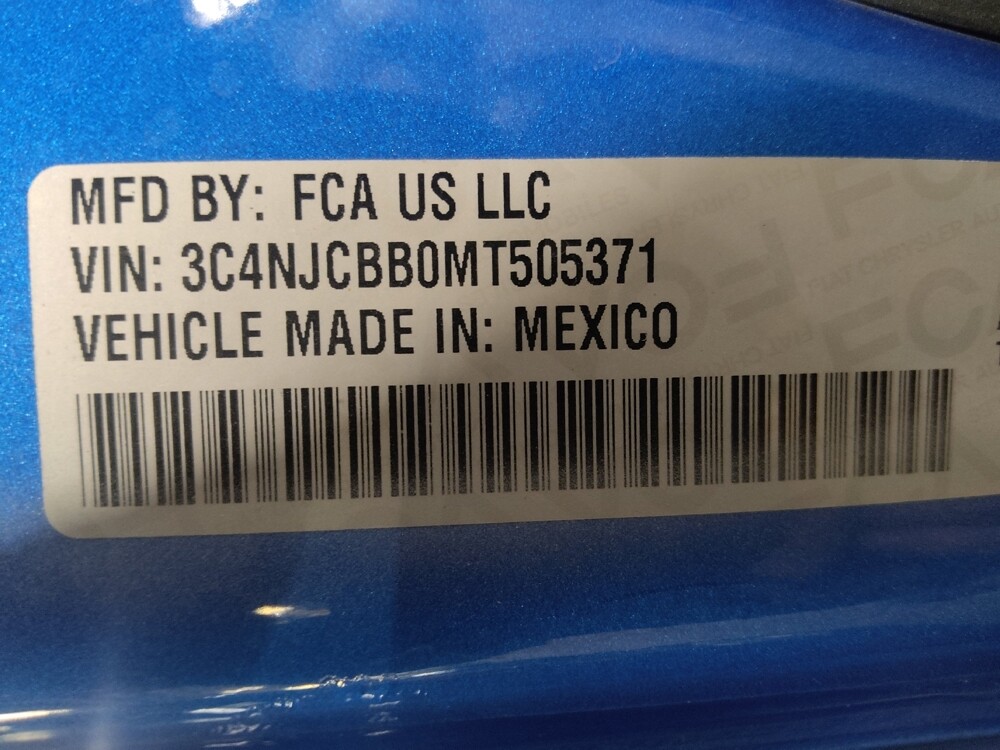 MFD BY: FCA US LLC
VIN: 3C4NJCBB0MT505371
VEHICLE MADE IN: MEXICO